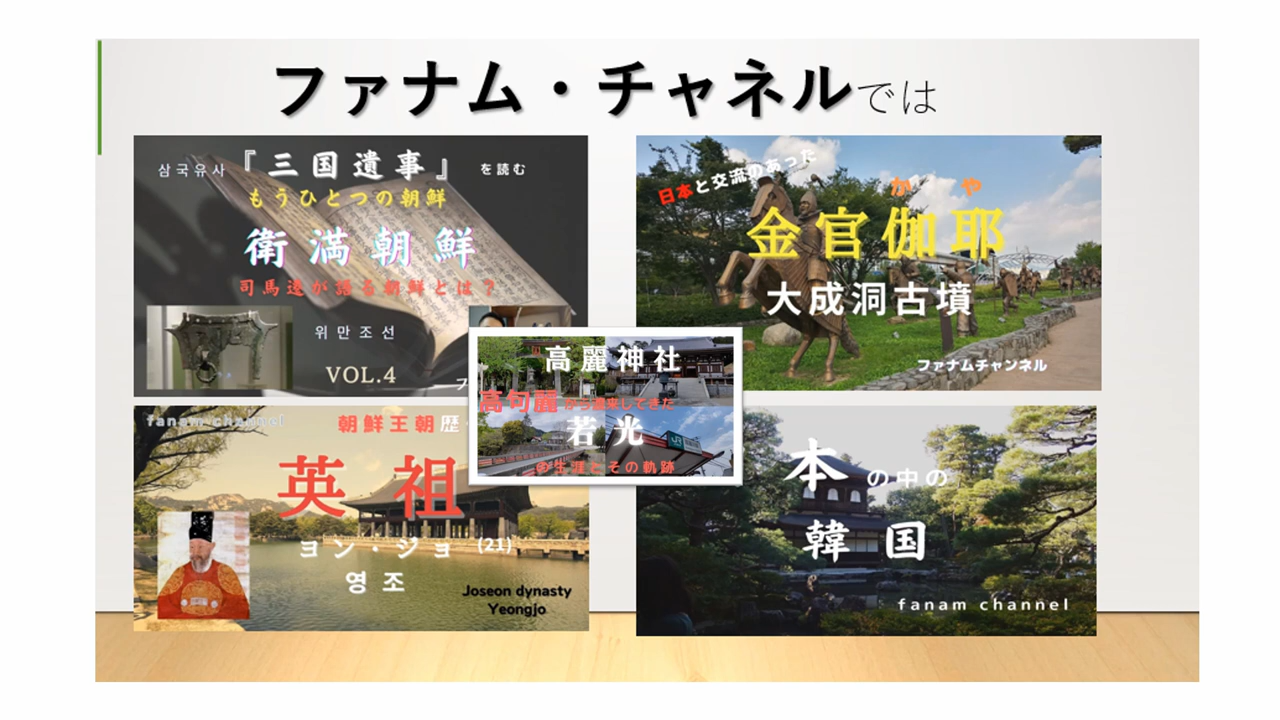 ファナム・チャネルでは
삼국유사『三国遺事』を読む
もうひとつの朝鮮
衛満朝鮮
司馬遷が語る朝鮮とは？
위만조선
VOL.4
フ
日本と交流のあった
かや
金官伽耶
大成洞古墳
ファナムチャンネル
高麗神社
高句麗から渡来してきた
若光
の生涯とその軌跡
fanam channel
朝鮮王朝歴
英祖
ヨン・ジョ (21)
영조
Joseon dynasty
Yeongjo
本の中の
韓国
fanam channel